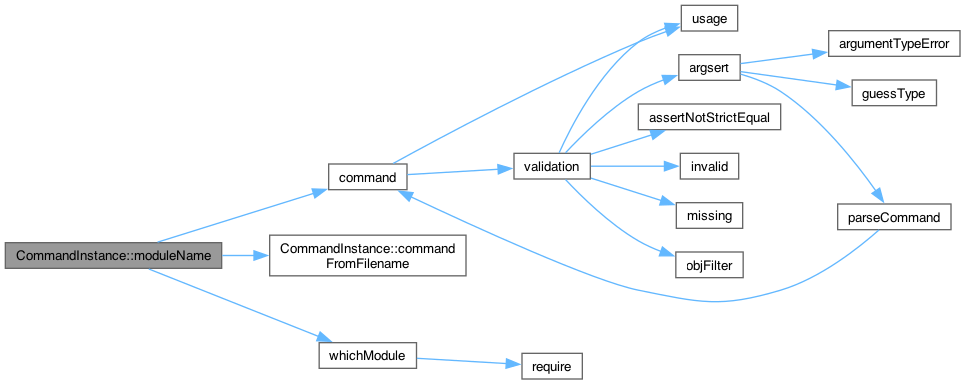 usage
argsert
argumentTypeError
guessType
assertNotStrictEqual
command
validation
invalid
missing
parseCommand
CommandInstance::moduleName
CommandInstance::command
FromFilename
objFilter
whichModule
require